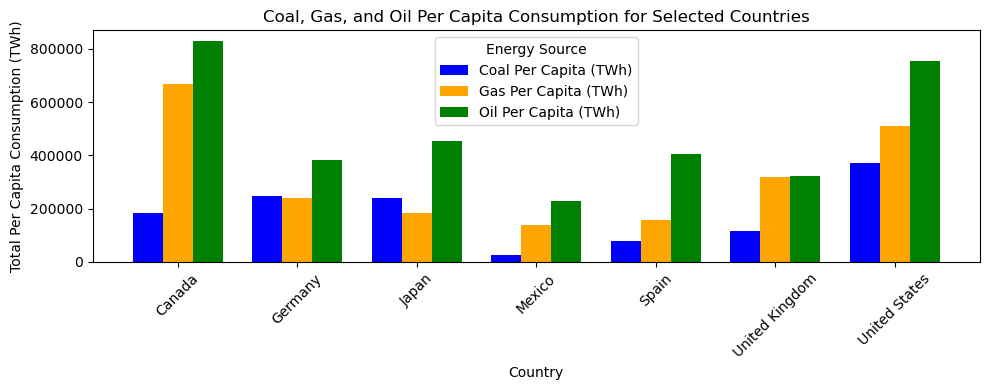 Coal, Gas, and Oil Per Capita Consumption for Selected Countries
Total Per Capita Consumption (TWh)
800000
600000
400000
200000
0
Energy Source
Coal Per Capita (TWh)
Gas Per Capita (TWh)
Oil Per Capita (TWh)
Canada
Germany
Japan
Mexico
Spain
United Kingdom
United States
Country